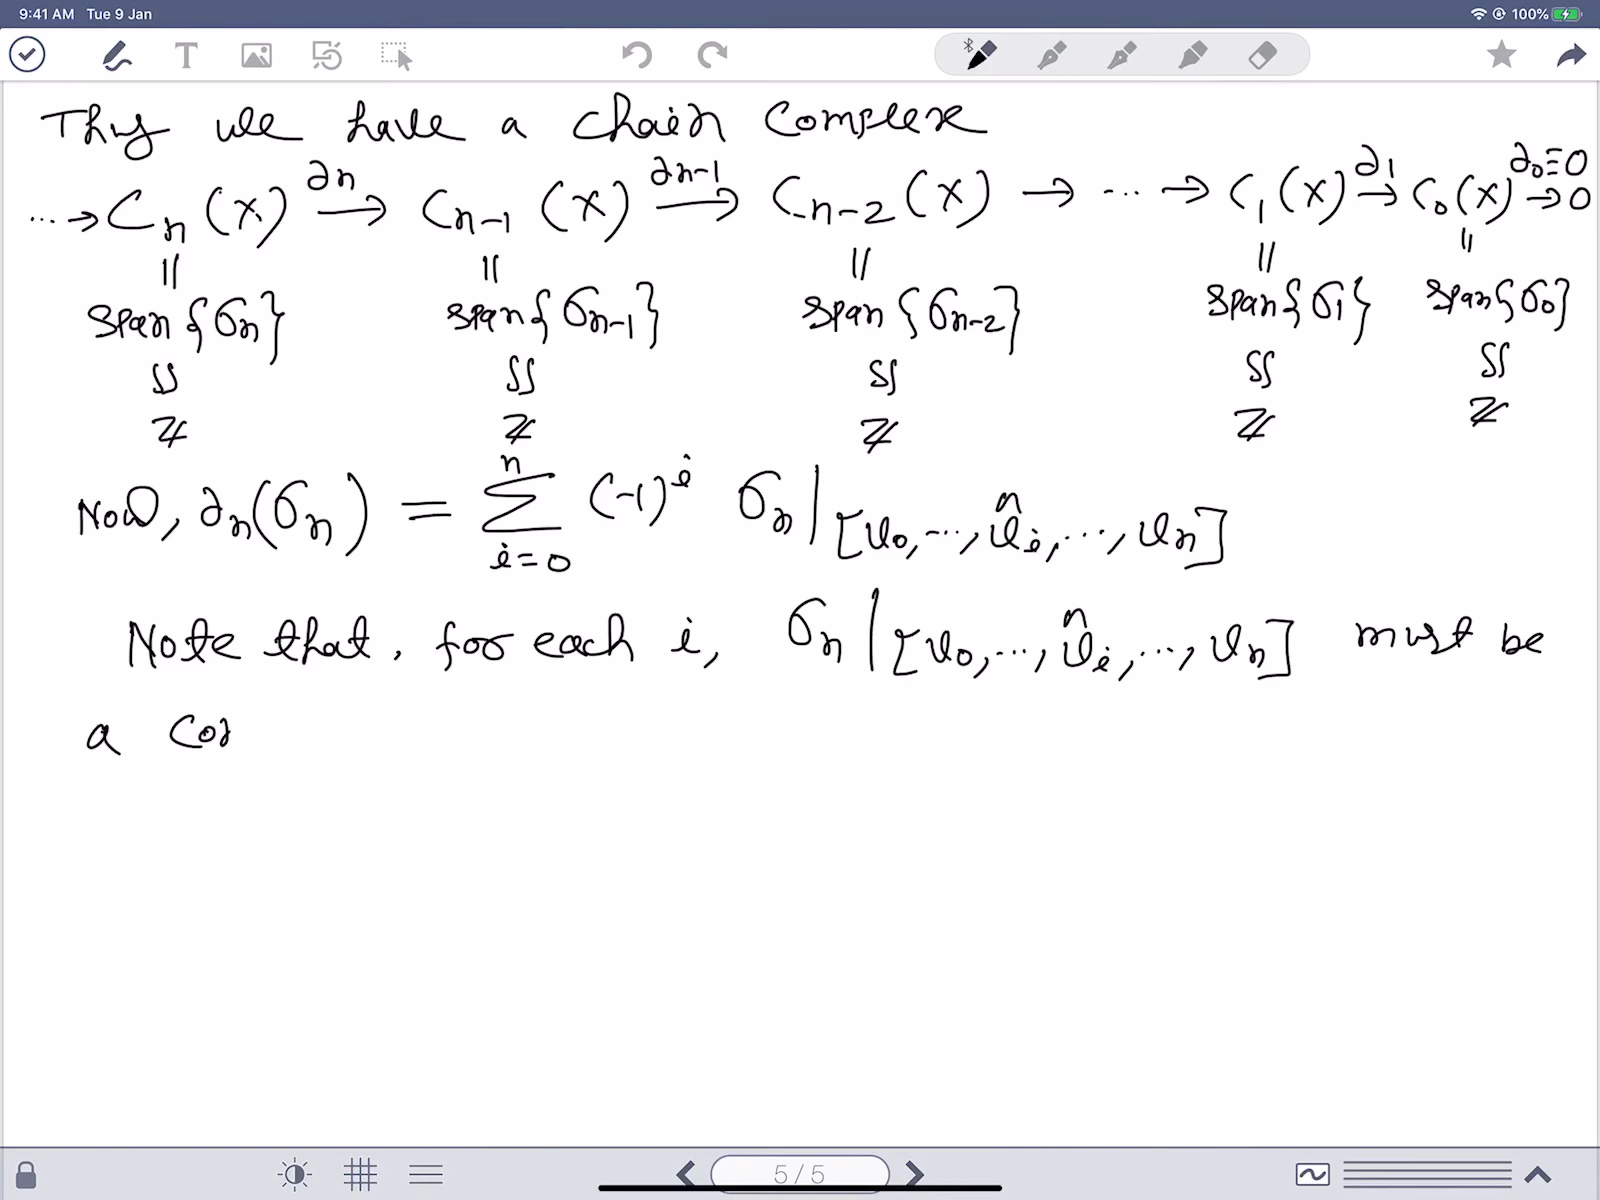 9:41 AM Tue 9 Jan 100%
Thus we have a chain complex
⋯ → Cₙ(X) —∂ₙ→ Cₙ₋₁(X) —∂ₙ₋₁→ Cₙ₋₂(X) → ⋯ → C₁(X) —∂₁→ C₀(X) —∂₀≡0→ 0
|| || || || ||
span{σₙ} span{σₙ₋₁} span{σₙ₋₂} span{σ₁} span{σ₀}
≅ ≅ ≅ ≅ ≅
ℤ ℤ ℤ ℤ ℤ
Now, ∂ₙ(σₙ) = ∑_{i=0}^{n} (-1)^i σₙ|[v₀,⋯,v̂ᵢ,⋯,vₙ]
Note that, for each i, σₙ|[v₀,⋯,v̂ᵢ,⋯,vₙ] must be
a con
5/5